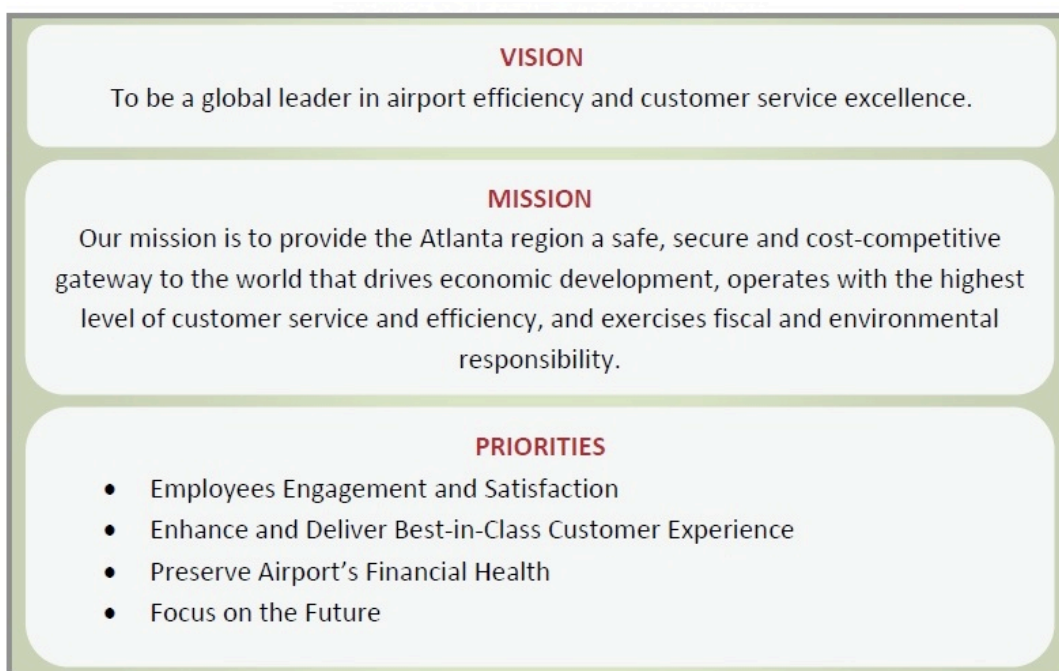 VISION
To be a global leader in airport efficiency and customer service excellence.
MISSION
Our mission is to provide the Atlanta region a safe, secure and cost-competitive
gateway to the world that drives economic development, operates with the highest
level of customer service and efficiency, and exercises fiscal and environmental
responsibility.
PRIORITIES
• Employees Engagement and Satisfaction
• Enhance and Deliver Best-in-Class Customer Experience
• Preserve Airport’s Financial Health
• Focus on the Future